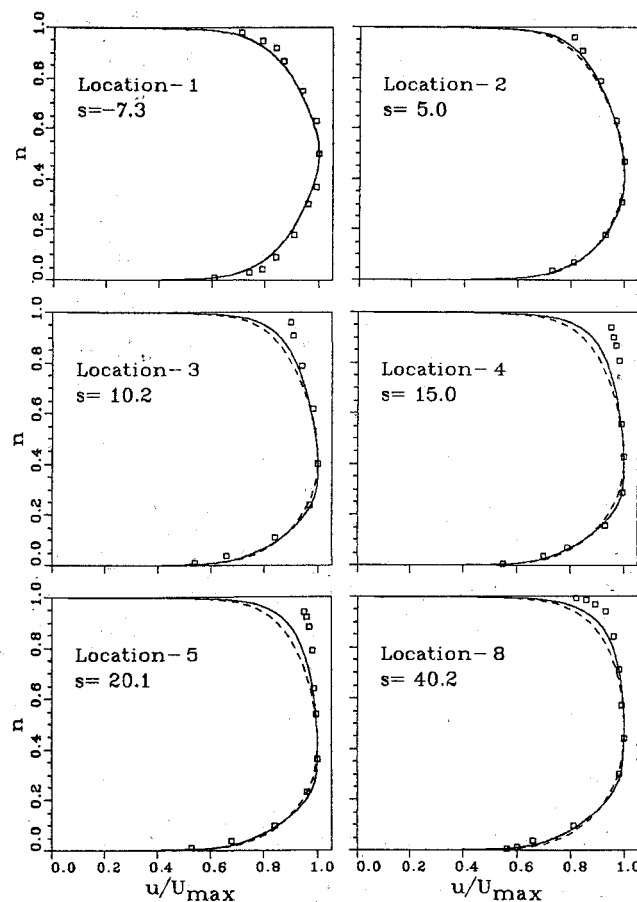 1.0
0.8
0.6
0.4
0.2
0.0
n
Location-1
s=-7.3
Location-2
s= 5.0
1.0
0.8
0.6
0.4
0.2
0.0
n
Location-3
s= 10.2
Location-4
s= 15.0
1.0
0.8
0.6
0.4
0.2
0.0
n
Location-5
s= 20.1
Location-8
s= 40.2
0.0 0.2 0.4 0.6 0.8 1.0
u/Umax
0.0 0.2 0.4 0.6 0.8 1.0
u/Umax